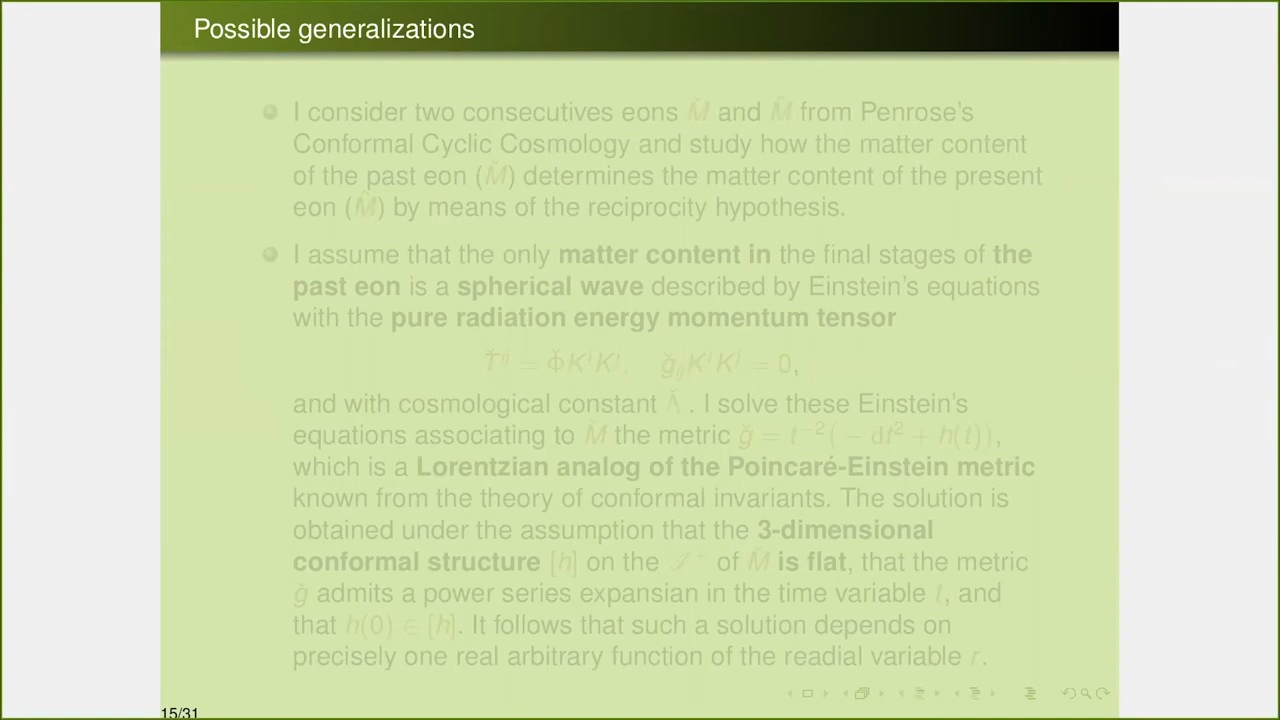 Possible generalizations
I consider two consecutives eons M̌ and M̂ from Penrose's
Conformal Cyclic Cosmology and study how the matter content
of the past eon (M̌) determines the matter content of the present
eon (M̂) by means of the reciprocity hypothesis.
I assume that the only matter content in the final stages of the
past eon is a spherical wave described by Einstein's equations
with the pure radiation energy momentum tensor
Ť^{ij} = Φ̌K^iK^j, ǧ_{ij}K^iK^j = 0,
and with cosmological constant Λ̌ . I solve these Einstein's
equations associating to M̌ the metric ǧ = t^{-2}( − dt² + h(t)),
which is a Lorentzian analog of the Poincaré-Einstein metric
known from the theory of conformal invariants. The solution is
obtained under the assumption that the 3-dimensional
conformal structure [h] on the ℐ⁺ of M̌ is flat, that the metric
ǧ admits a power series expansian in the time variable t, and
that h(0) ∈ [h]. It follows that such a solution depends on
precisely one real arbitrary function of the readial variable r.
15/31